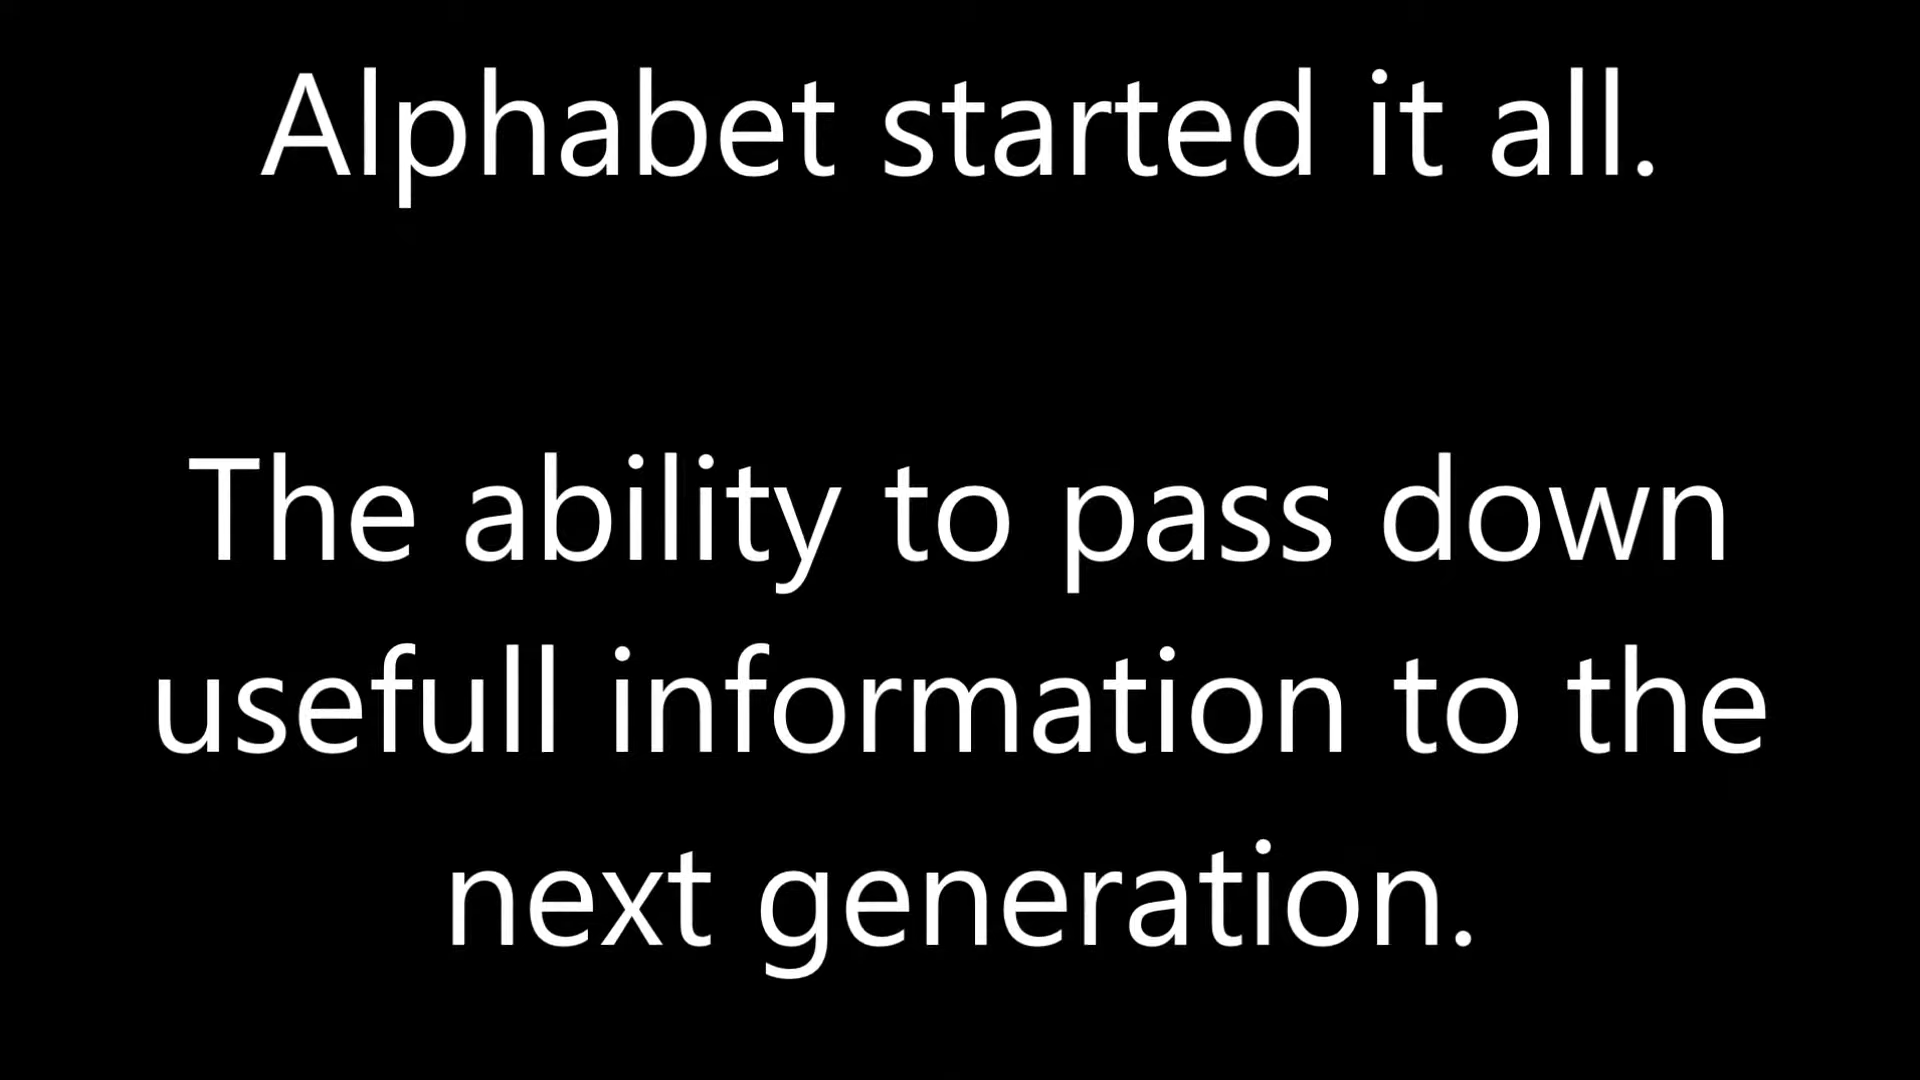 Alphabet started it all.
The ability to pass down
usefull information to the
next generation.